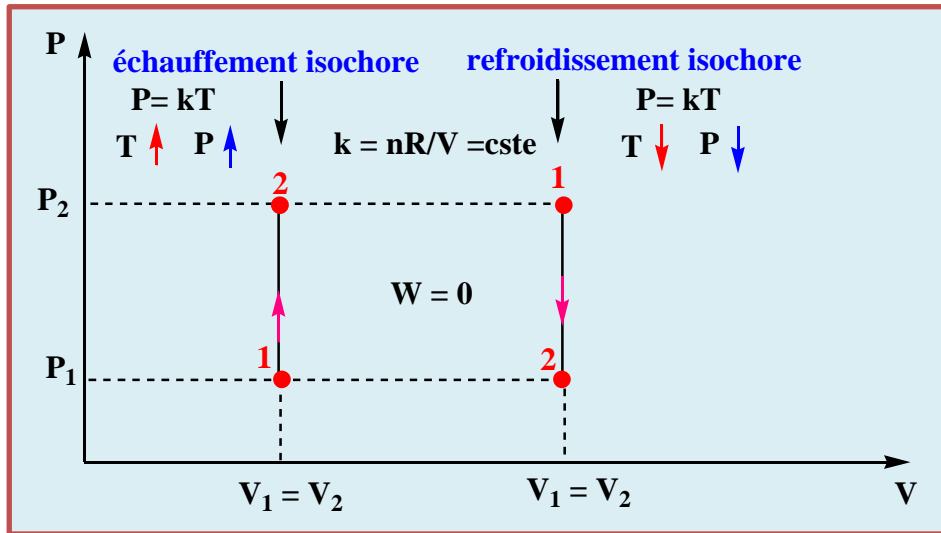 P
échauffement isochore
refroidissement isochore
P= kT
P= kT
T P
k = nR/V =cste
T P
2
1
P₂
W = 0
1
2
P₁
V₁ = V₂
V₁ = V₂
V